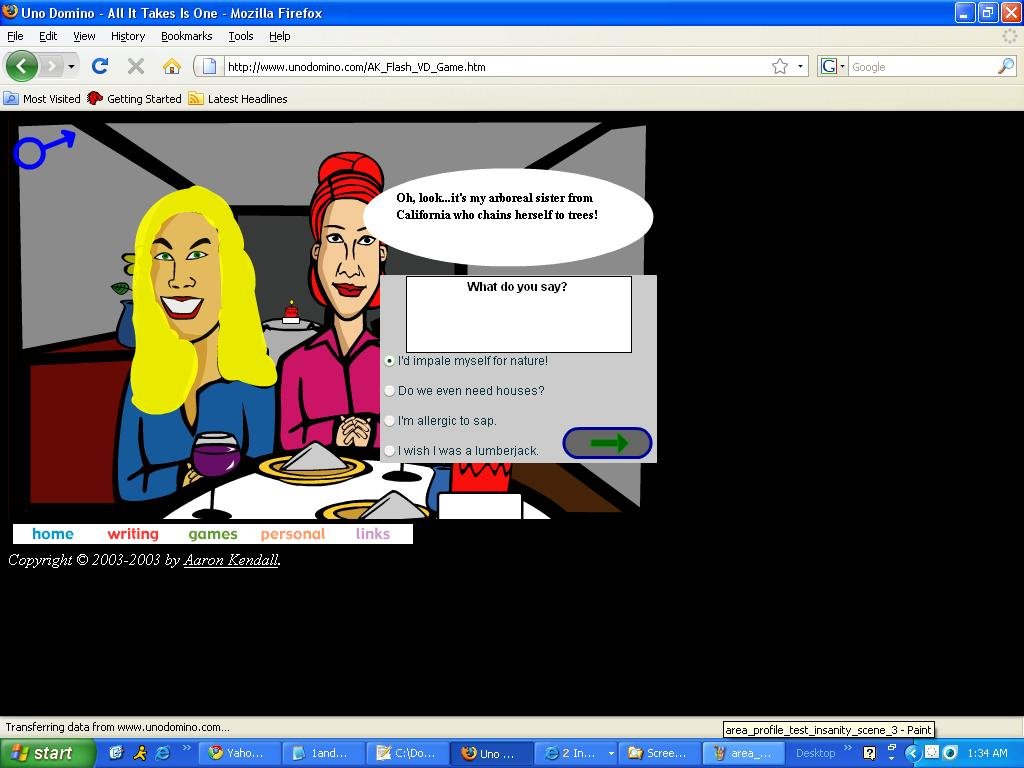 Uno Domino - All It Takes Is One - Mozilla Firefox
File Edit View History Bookmarks Tools Help
http://www.unodomino.com/AK_Flash_VD_Game.htm
G Google
Most Visited Getting Started Latest Headlines
Oh, look...it's my arboreal sister from
California who chains herself to trees!
What do you say?
I'd impale myself for nature!
Do we even need houses?
I'm allergic to sap.
I wish I was a lumberjack.
home writing games personal links
Copyright © 2003-2003 by Aaron Kendall.
Transferring data from www.unodomino.com...
area_profile_test_insanity_scene_3 - Paint
start Yaho... 1and... C:\Do... Uno ... 2 In... Scree... area_... Desktop » 1:34 AM